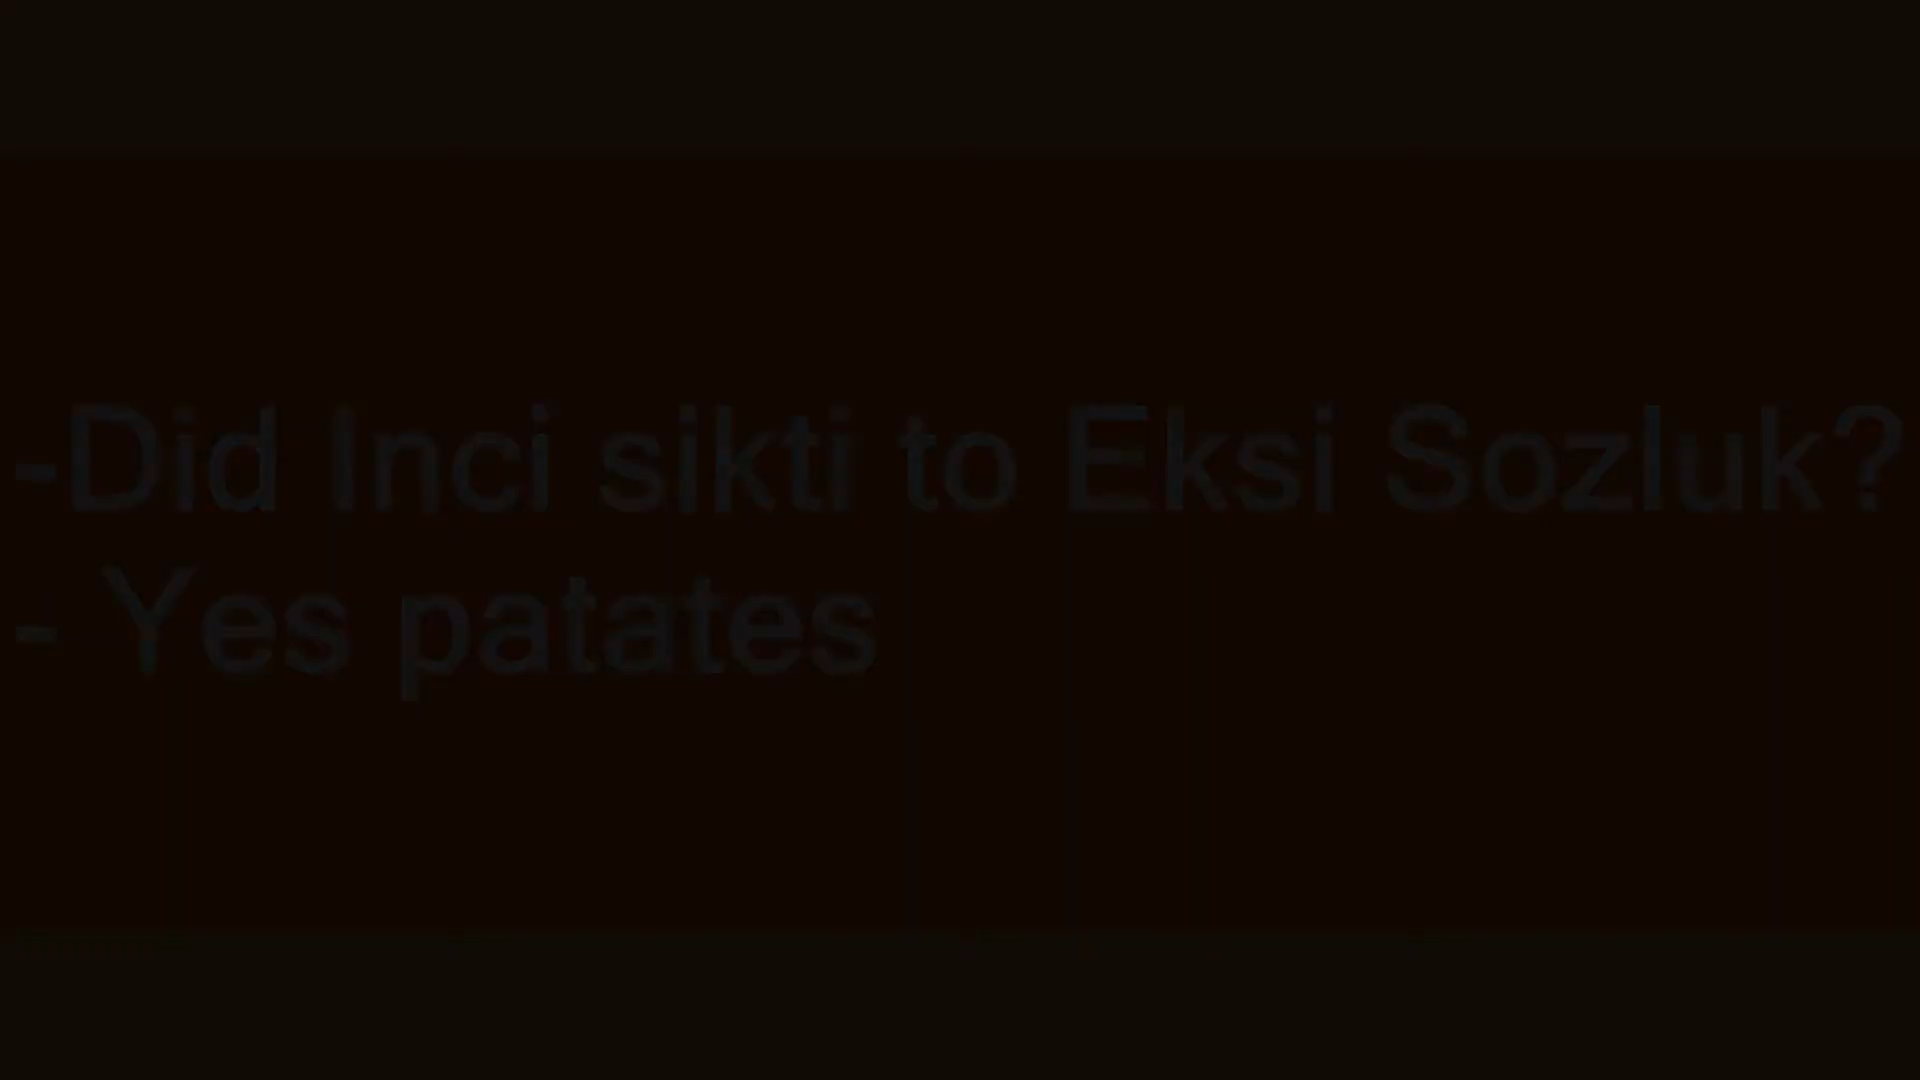 -Did Inci sikti to Eksi Sozluk?
- Yes patates